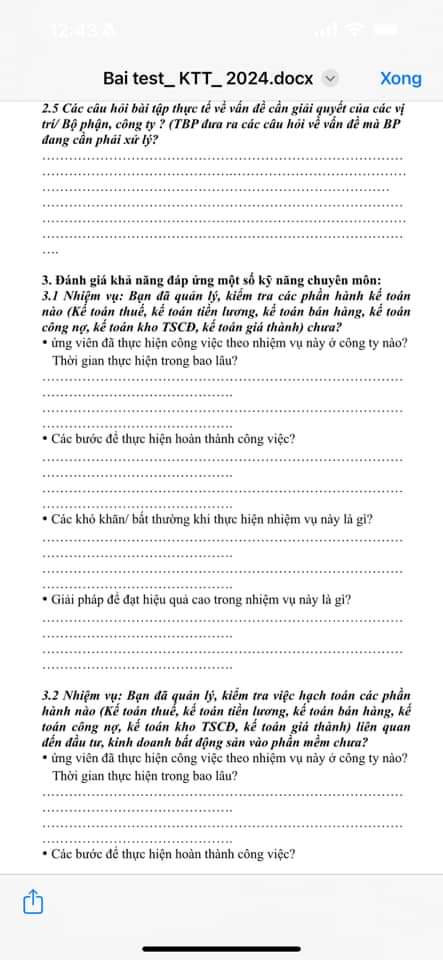 12:43
Bai test_ KTT_ 2024.docx
Xong
2.5 Các câu hỏi bài tập thực tế về vấn đề cần giải quyết của các vị
trí/ Bộ phận, công ty ? (TBP đưa ra các câu hỏi về vấn đề mà BP
đang cần phải xử lý?
3. Đánh giá khả năng đáp ứng một số kỹ năng chuyên môn:
3.1 Nhiệm vụ: Bạn đã quản lý, kiểm tra các phần hành kế toán
nào (Kế toán thuế, kế toán tiền lương, kế toán bán hàng, kế toán
công nợ, kế toán kho TSCĐ, kế toán giá thành) chưa?
• ứng viên đã thực hiện công việc theo nhiệm vụ này ở công ty nào?
Thời gian thực hiện trong bao lâu?
• Các bước để thực hiện hoàn thành công việc?
• Các khó khăn/ bất thường khi thực hiện nhiệm vụ này là gì?
• Giải pháp để đạt hiệu quả cao trong nhiệm vụ này là gì?
3.2 Nhiệm vụ: Bạn đã quản lý, kiểm tra việc hạch toán các phần
hành nào (Kế toán thuế, kế toán tiền lương, kế toán bán hàng, kế
toán công nợ, kế toán kho TSCĐ, kế toán giá thành) liên quan
đến đầu tư, kinh doanh bất động sản vào phần mềm chưa?
• ứng viên đã thực hiện công việc theo nhiệm vụ này ở công ty nào?
Thời gian thực hiện trong bao lâu?
• Các bước để thực hiện hoàn thành công việc?